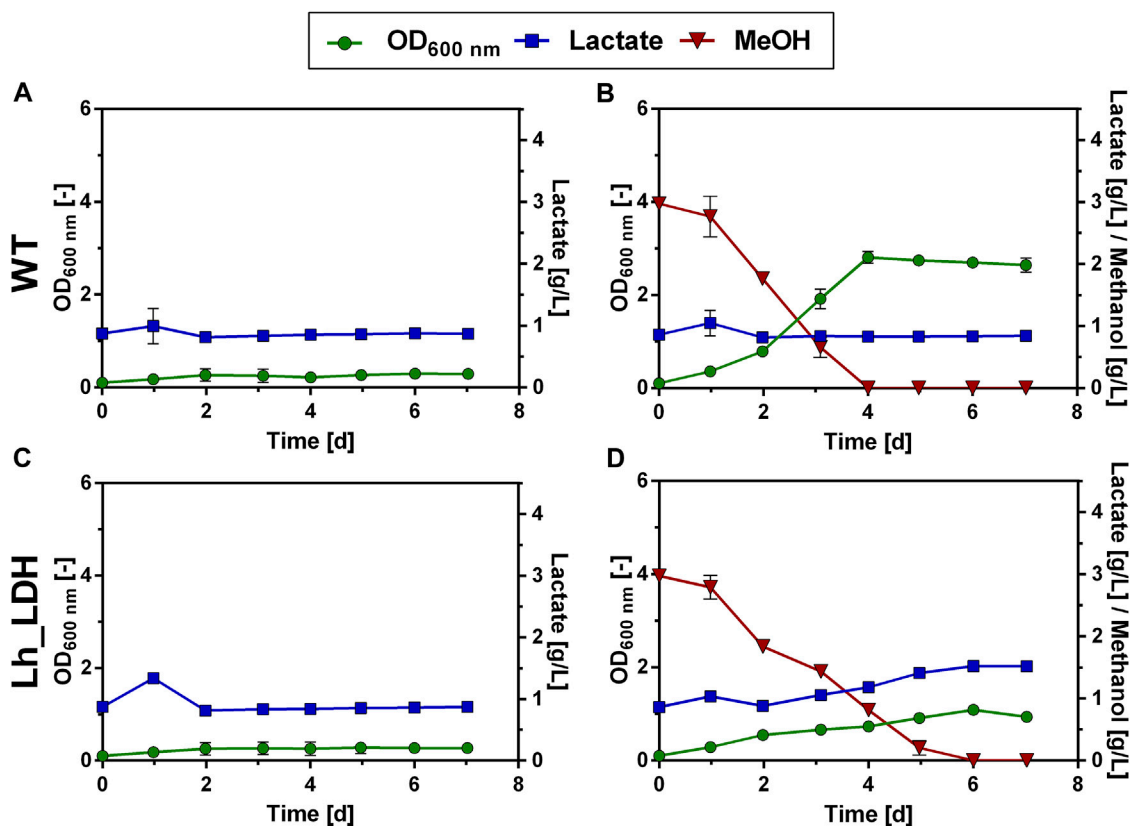 OD600 nm Lactate MeOH
A
B
WT
OD600 nm [-]
6
4
2
0
4
3
2
1
0
Lactate [g/L]
0 2 4 6 8
Time [d]
OD600 nm [-]
6
4
2
0
4
3
2
1
0
Lactate [g/L] / Methanol [g/L]
0 2 4 6 8
Time [d]
C
D
Lh_LDH
OD600 nm [-]
6
4
2
0
4
3
2
1
0
Lactate [g/L]
0 2 4 6 8
Time [d]
OD600 nm [-]
6
4
2
0
4
3
2
1
0
Lactate [g/L] / Methanol [g/L]
0 2 4 6 8
Time [d]